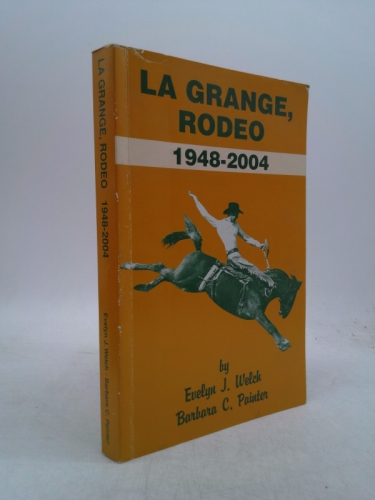 LA GRANGE,
RODEO
1948-2004
by
Evelyn J. Welch
Barbara C. Painter
LA GRANGE, RODEO 1948-2004
Evelyn J. Welch - Barbara C. Painter